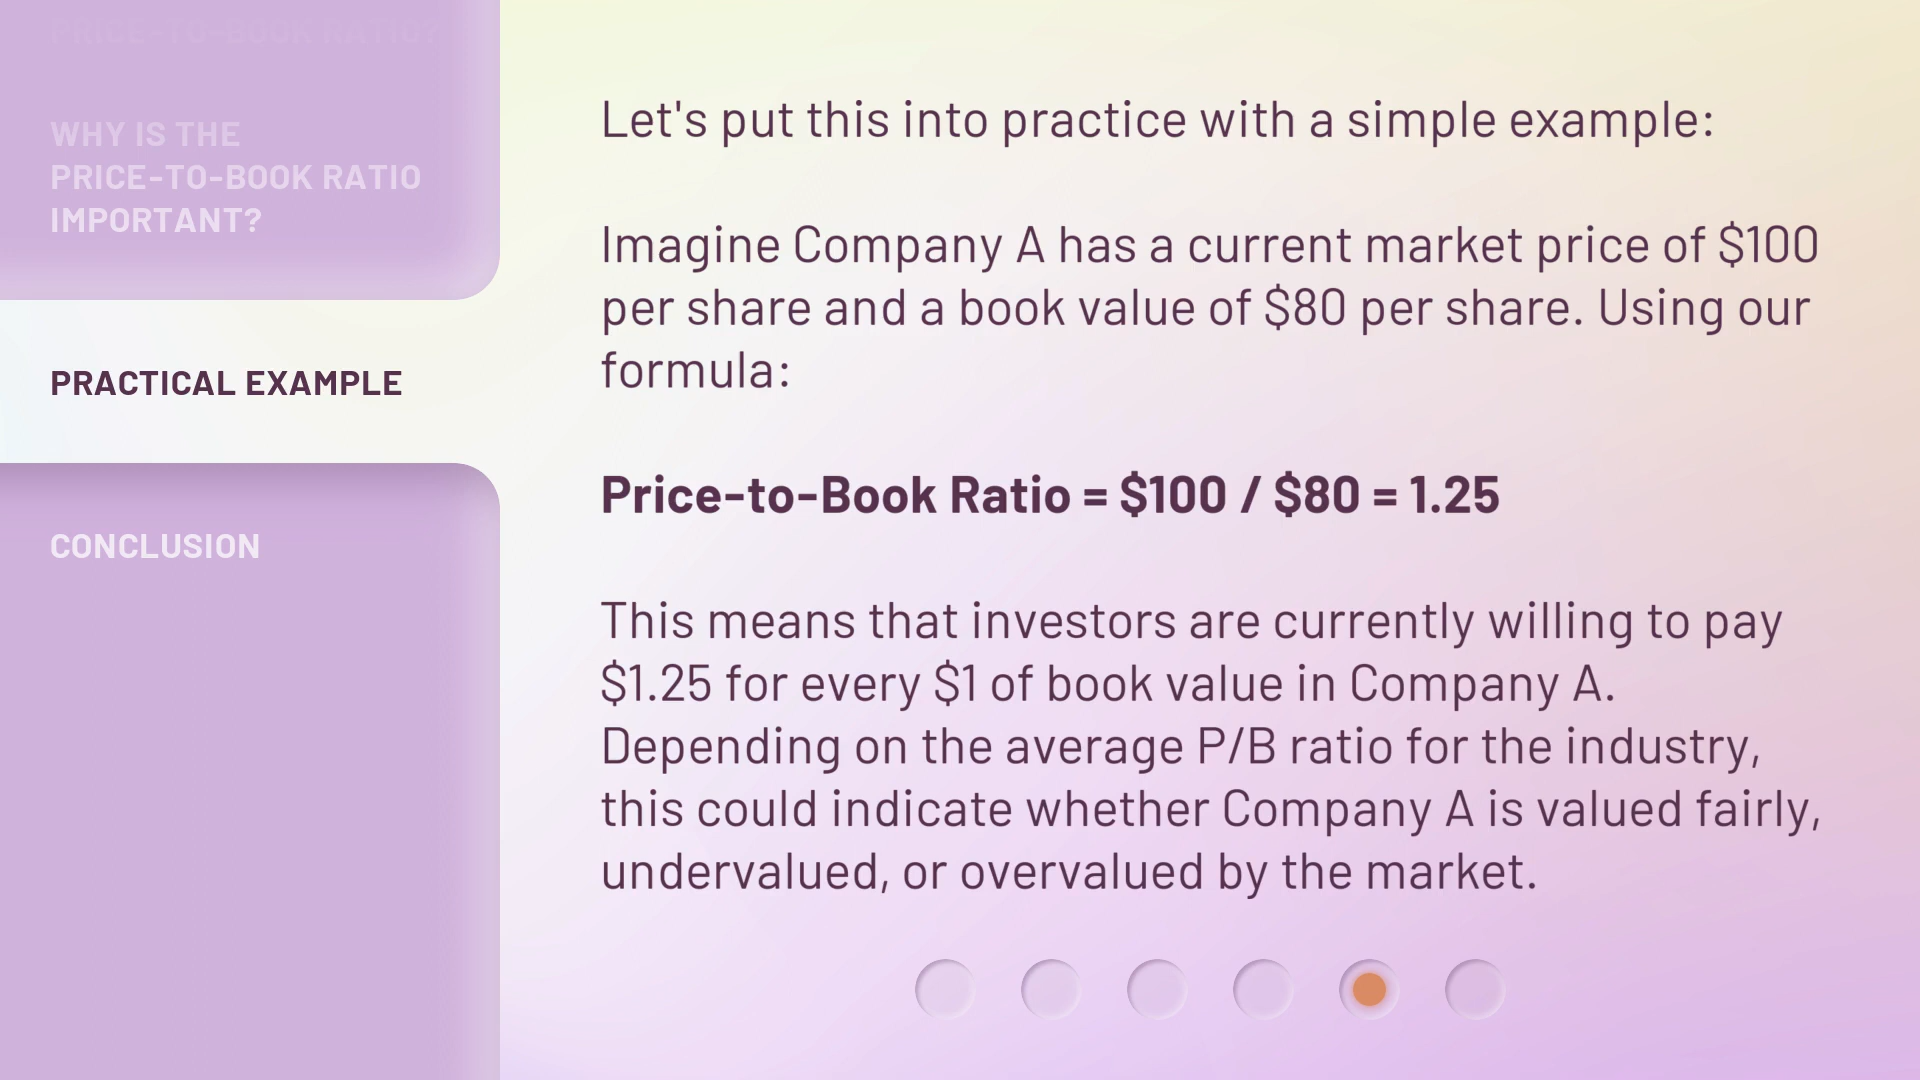 PRICE-TO-BOOK RATIO?
WHY IS THE
PRICE-TO-BOOK RATIO
IMPORTANT?
PRACTICAL EXAMPLE
CONCLUSION
Let's put this into practice with a simple example:
Imagine Company A has a current market price of $100
per share and a book value of $80 per share. Using our
formula:
Price-to-Book Ratio = $100 / $80 = 1.25
This means that investors are currently willing to pay
$1.25 for every $1 of book value in Company A.
Depending on the average P/B ratio for the industry,
this could indicate whether Company A is valued fairly,
undervalued, or overvalued by the market.